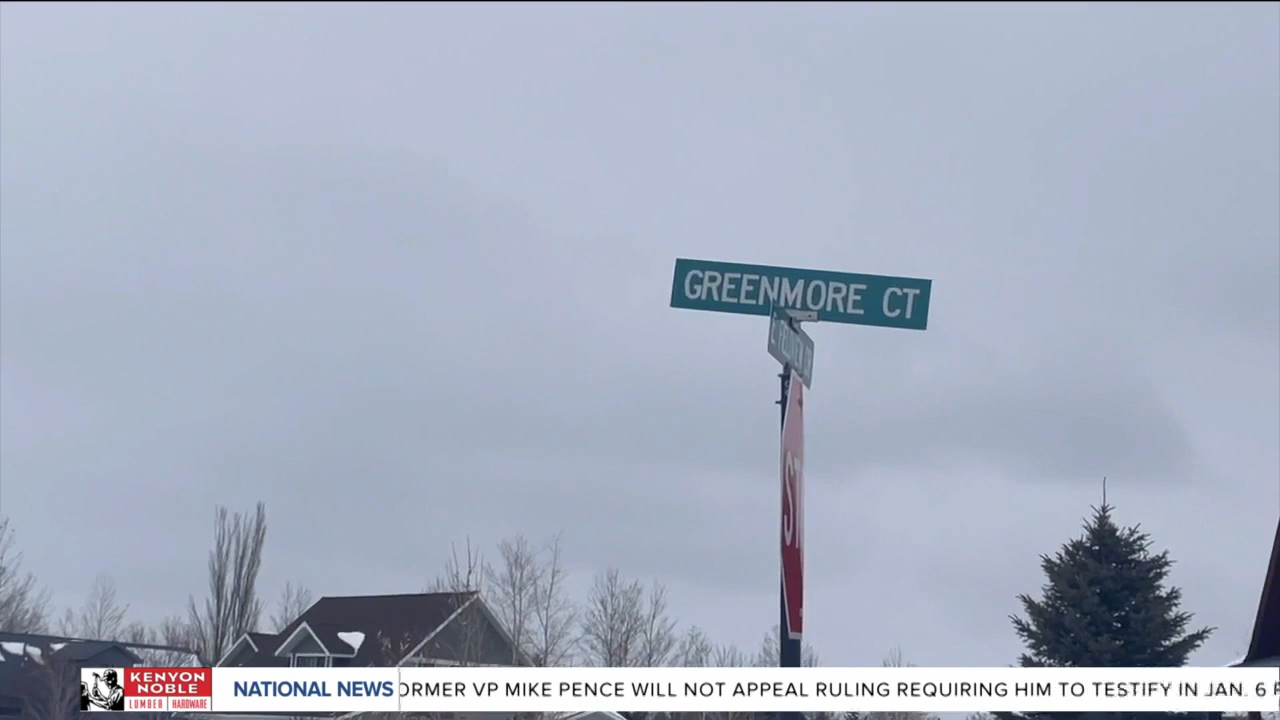 GREENMORE CT
ST
KENYON
NOBLE
LUMBER | HARDWARE
NATIONAL NEWS
ORMER VP MIKE PENCE WILL NOT APPEAL RULING REQUIRING HIM TO TESTIFY IN JAN. 6